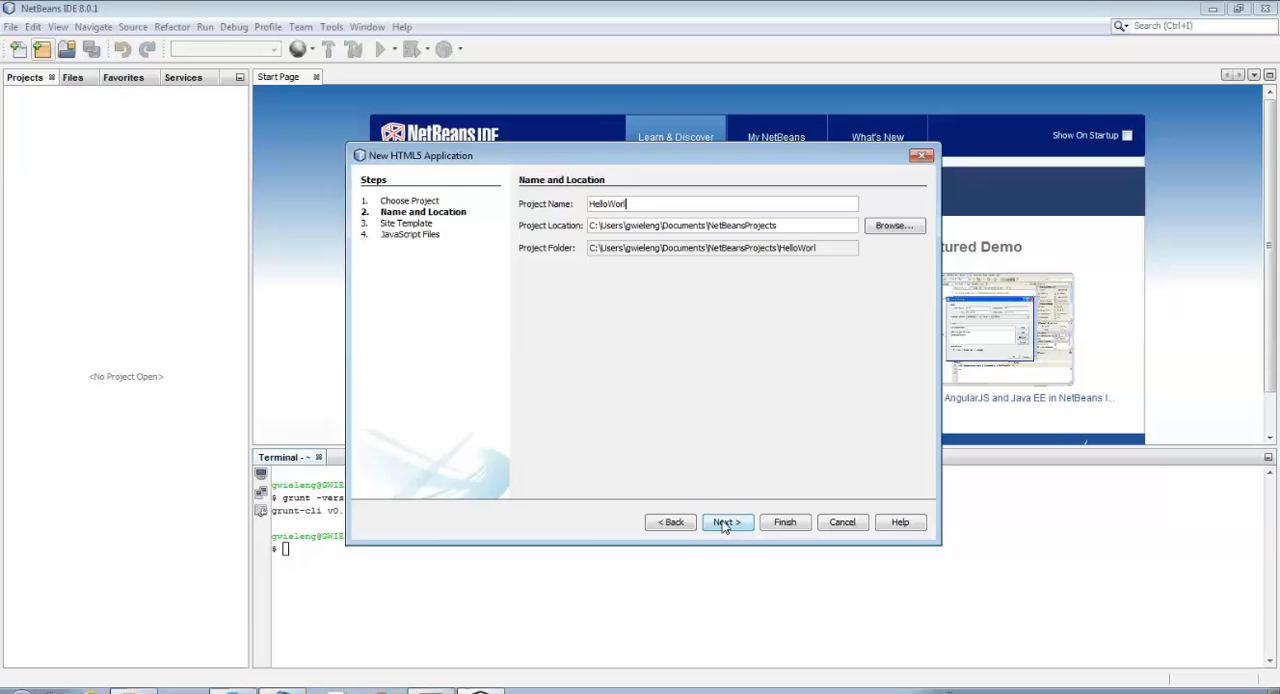 NetBeans IDE 8.0.1
File Edit View Navigate Source Refactor Run Debug Profile Team Tools Window Help
Search (Ctrl+I)
Projects Files Favorites Services
Start Page
NetBeans IDE
Learn & Discover My NetBeans What's New Show On Startup
New HTML5 Application
Steps
1. Choose Project
2. Name and Location
3. Site Template
4. JavaScript Files
Name and Location
Project Name: HelloWorl
Project Location: C:\Users\gwieleng\Documents\NetBeansProjects Browse...
Project Folder: C:\Users\gwieleng\Documents\NetBeansProjects\HelloWorl
tured Demo
<No Project Open>
AngularJS and Java EE in NetBeans I...
Terminal - ~
gwieleng@GWIE
$ grunt -vers
grunt-cli v0.
gwieleng@GWIE
$
< Back Next > Finish Cancel Help